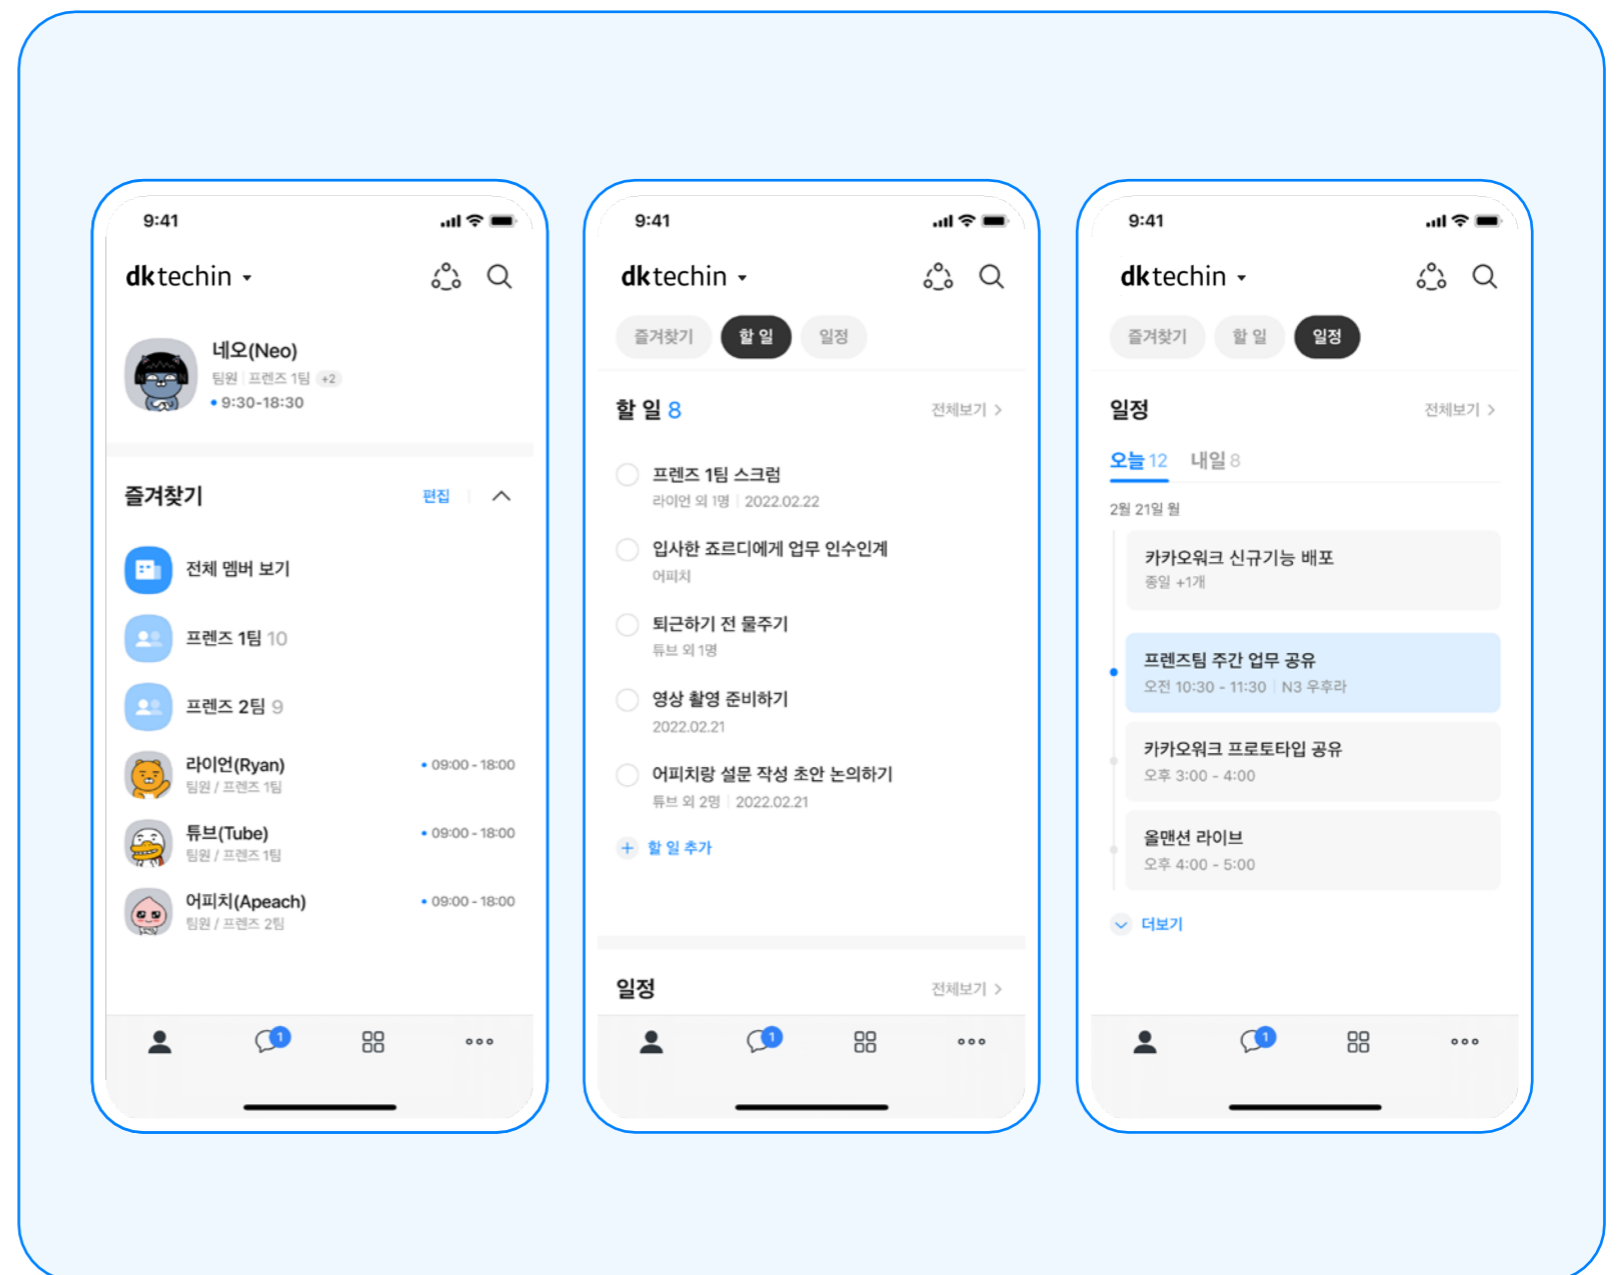 9:41
dktechin
네오(Neo)
팀원 프렌즈 1팀 +2
9:30-18:30
즐겨찾기 편집
전체 멤버 보기
프렌즈 1팀 10
프렌즈 2팀 9
라이언(Ryan) 09:00 - 18:00
팀원 / 프렌즈 1팀
튜브(Tube) 09:00 - 18:00
팀원 / 프렌즈 1팀
어피치(Apeach) 09:00 - 18:00
팀원 / 프렌즈 2팀
1
9:41
dktechin
즐겨찾기 할 일 일정
할 일 8 전체보기
프렌즈 1팀 스크럼
라이언 외 1명 2022.02.22
입사한 죠르디에게 업무 인수인계
어피치
퇴근하기 전 물주기
튜브 외 1명
영상 촬영 준비하기
2022.02.21
어피치랑 설문 작성 초안 논의하기
튜브 외 2명 2022.02.21
할 일 추가
일정 전체보기
1
9:41
dktechin
즐겨찾기 할 일 일정
일정 전체보기
오늘 12 내일 8
2월 21일 월
카카오워크 신규기능 배포
종일 +1개
프렌즈팀 주간 업무 공유
오전 10:30 - 11:30 N3 우후라
카카오워크 프로토타입 공유
오후 3:00 - 4:00
올맨션 라이브
오후 4:00 - 5:00
더보기
1